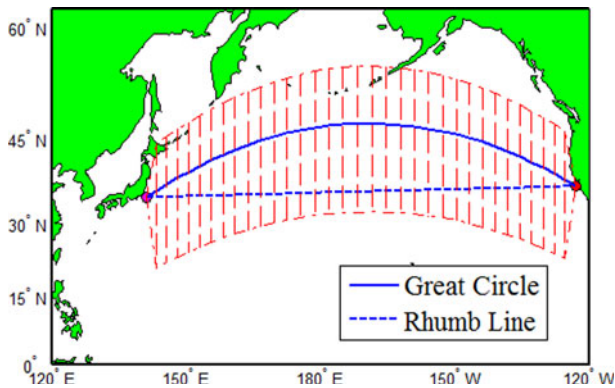 60° N
45° N
30° N
15° N
0°
120° E
150° E
180° E
150° W
120° W
Great Circle
Rhumb Line